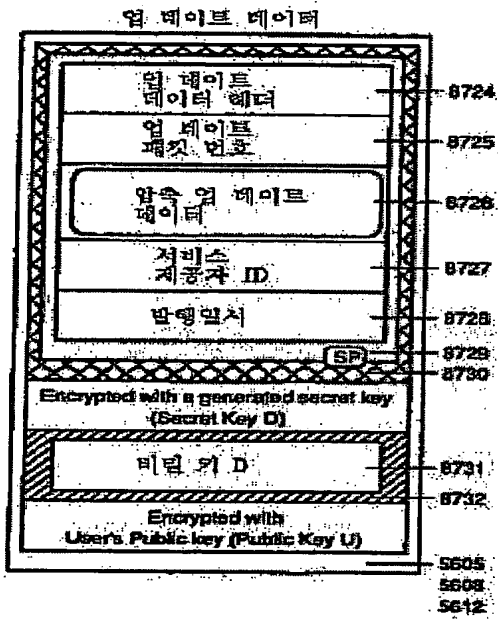 업 데이트 데이터
업 데이트
데이터 헤더
8724
업 데이트
패킷 번호
8725
압축 업 데이트
데이터
8726
서비스
제공자 ID
8727
발행일시
8728
SP
8729
8730
Encrypted with a generated secret key
(Secret Key D)
비밀 키 D
8731
8732
Encrypted with
User's Public key (Public Key U)
5605
5608
5612